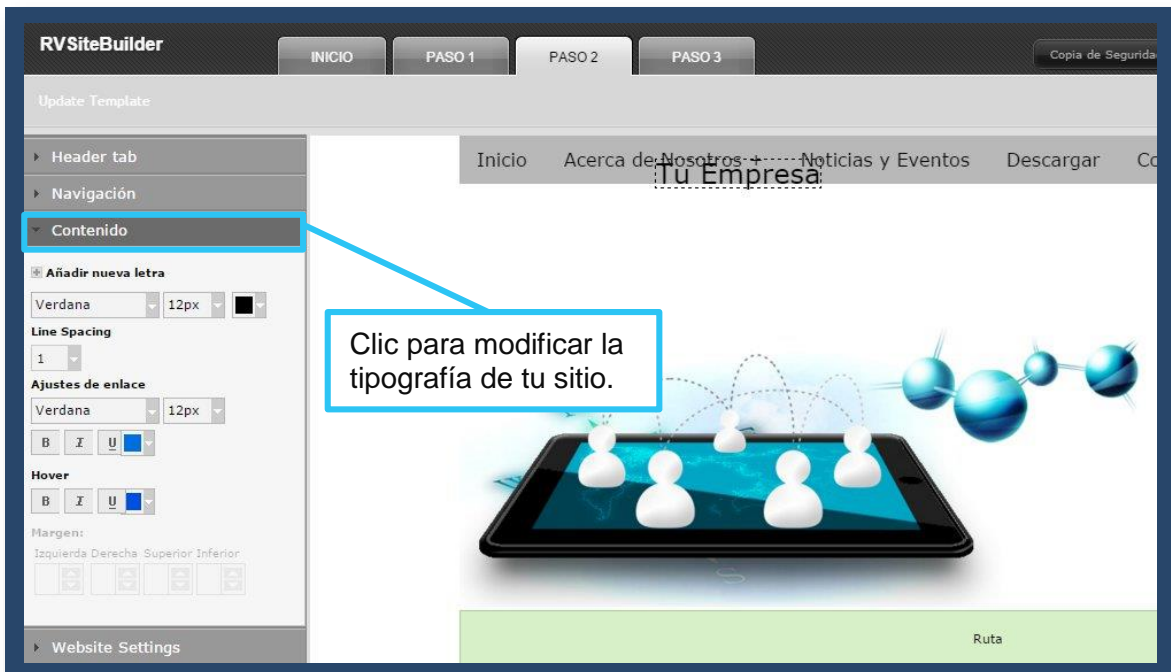 RVSiteBuilder
INICIO PASO 1 PASO 2 PASO 3
Copia de Segurida
Update Template
Header tab
Navigación
Contenido
Añadir nueva letra
Verdana 12px
Line Spacing
1
Ajustes de enlace
Verdana 12px
B I U
Hover
B I U
Margen:
Izquierda Derecha Superior Inferior
Website Settings
Inicio Acerca de Nosotros + Noticias y Eventos Descargar Co
Tu Empresa
Clic para modificar la
tipografía de tu sitio.
Ruta